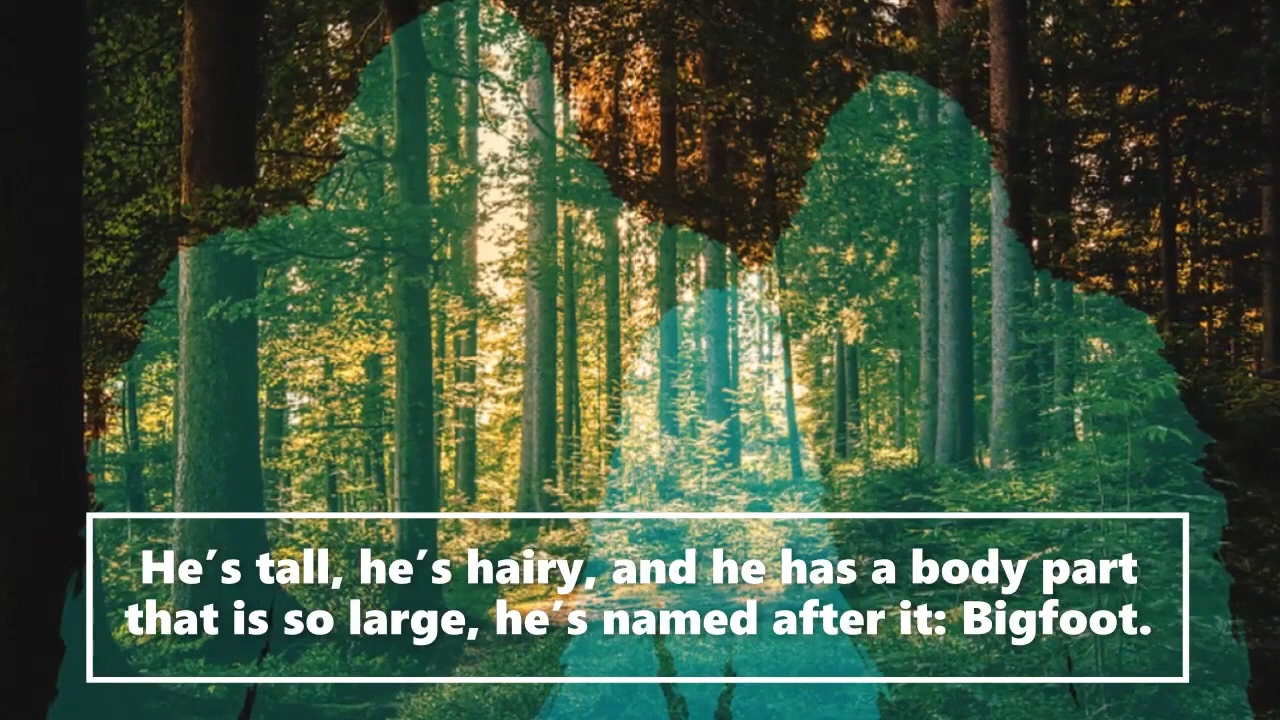 He’s tall, he’s hairy, and he has a body part
that is so large, he’s named after it: Bigfoot.